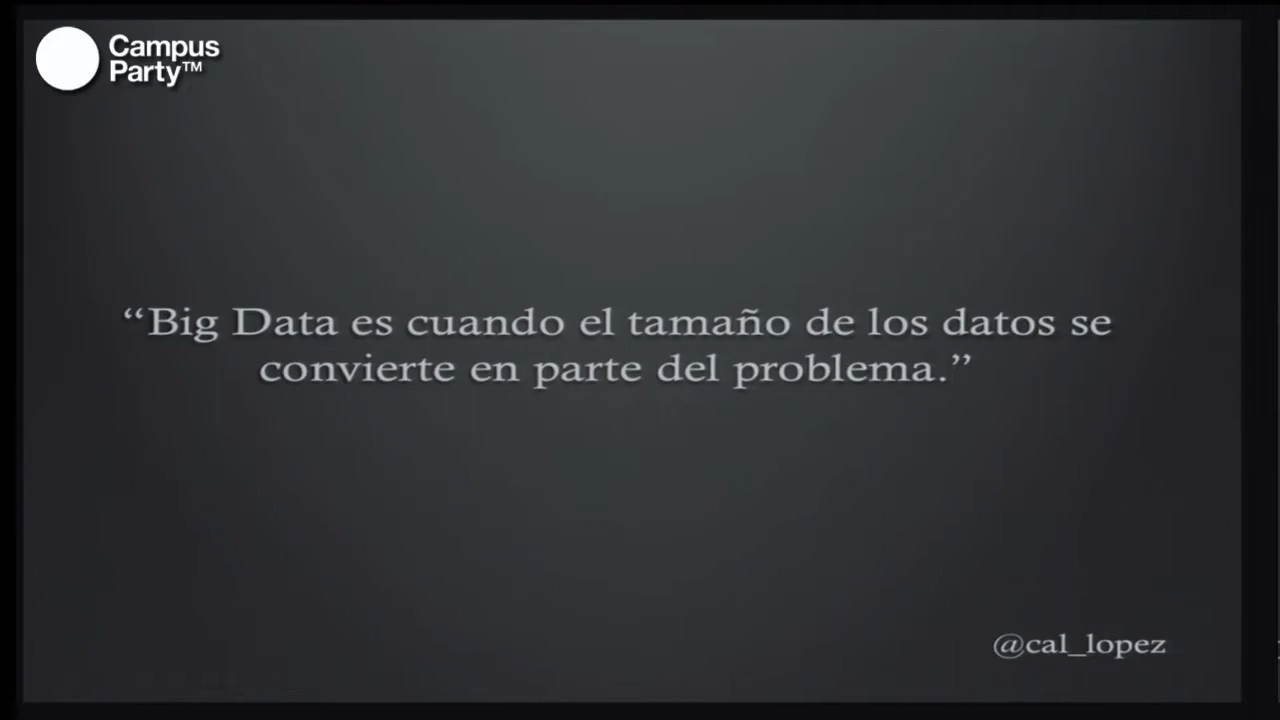 Campus
Party™
“Big Data es cuando el tamaño de los datos se
convierte en parte del problema.”
@cal_lopez